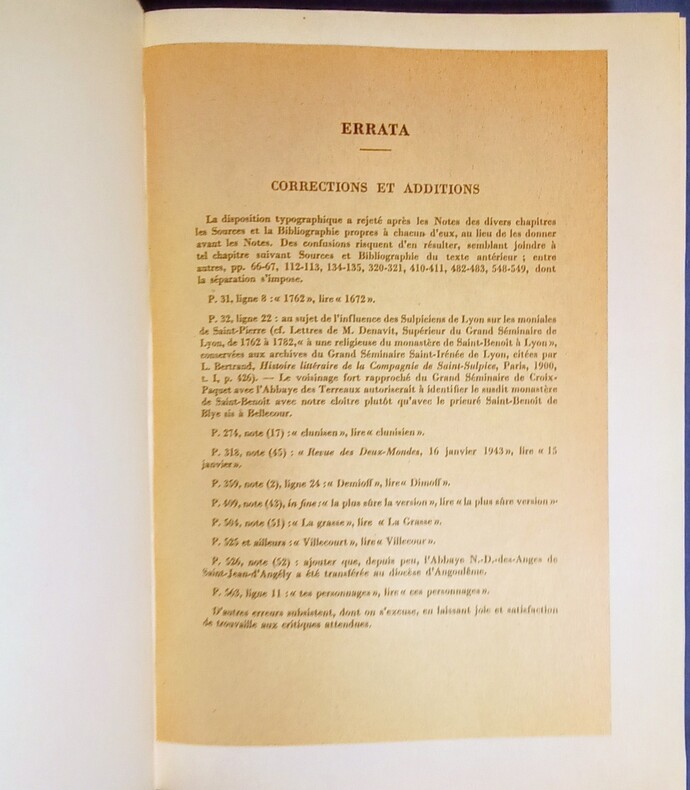 ERRATA
CORRECTIONS ET ADDITIONS
La disposition typographique a rejeté après les Notes des divers chapitres
les Sources et la Bibliographie propres à chacun d'eux, au lieu de les donner
avant les Notes. Des confusions risquent d'en résulter, semblant joindre à
tel chapitre suivant Sources et Bibliographie du texte antérieur ; entre
autres, pp. 66-67, 112-113, 134-135, 320-321, 410-411, 482-483, 548-549, dont
la séparation s'impose.
P. 31, ligne 8 : « 1762 », lire « 1672 ».
P. 32, ligne 22 : au sujet de l'influence des Sulpiciens de Lyon sur les moniales
de Saint-Pierre (cf. Lettres de M. Denavit, Supérieur du Grand Séminaire de
Lyon, de 1762 à 1782, « à une religieuse du monastère de Saint-Benoît à Lyon »,
conservées aux archives du Grand Séminaire Saint-Irénée de Lyon, citées par
L. Bertrand, Histoire littéraire de la Compagnie de Saint-Sulpice, Paris, 1900,
t. I, p. 426). — Le voisinage fort rapproché du Grand Séminaire de Croix-
Paquet avec l'Abbaye des Terreaux autoriserait à identifier le susdit monastère
de Saint-Benoît avec notre cloître plutôt qu'avec le prieuré Saint-Benoît de
Blye sis à Bellecour.
P. 274, note (17) : « clunisen », lire « clunisien ».
P. 318, note (45) : « Revue des Deux-Mondes, 16 janvier 1943 », lire « 15
janvier ».
P. 359, note (2), ligne 24 : « Demioff », lire « Dimoff ».
P. 409, note (43), in fine : « la plus sûre la version », lire « la plus sûre version »
P. 504, note (51) : « La grasse », lire « La Grasse ».
P. 525 et ailleurs : « Villecourt », lire « Villecour ».
P. 526, note (52) : ajouter que, depuis peu, l'Abbaye N.-D.-des-Anges de
Saint-Jean-d'Angély a été transférée au diocèse d'Angoulême.
P. 563, ligne 11 : « tes personnages », lire « ces personnages ».
D'autres erreurs subsistent, dont on s'excuse, en laissant joie et satisfaction
de trouvaille aux critiques attendues.